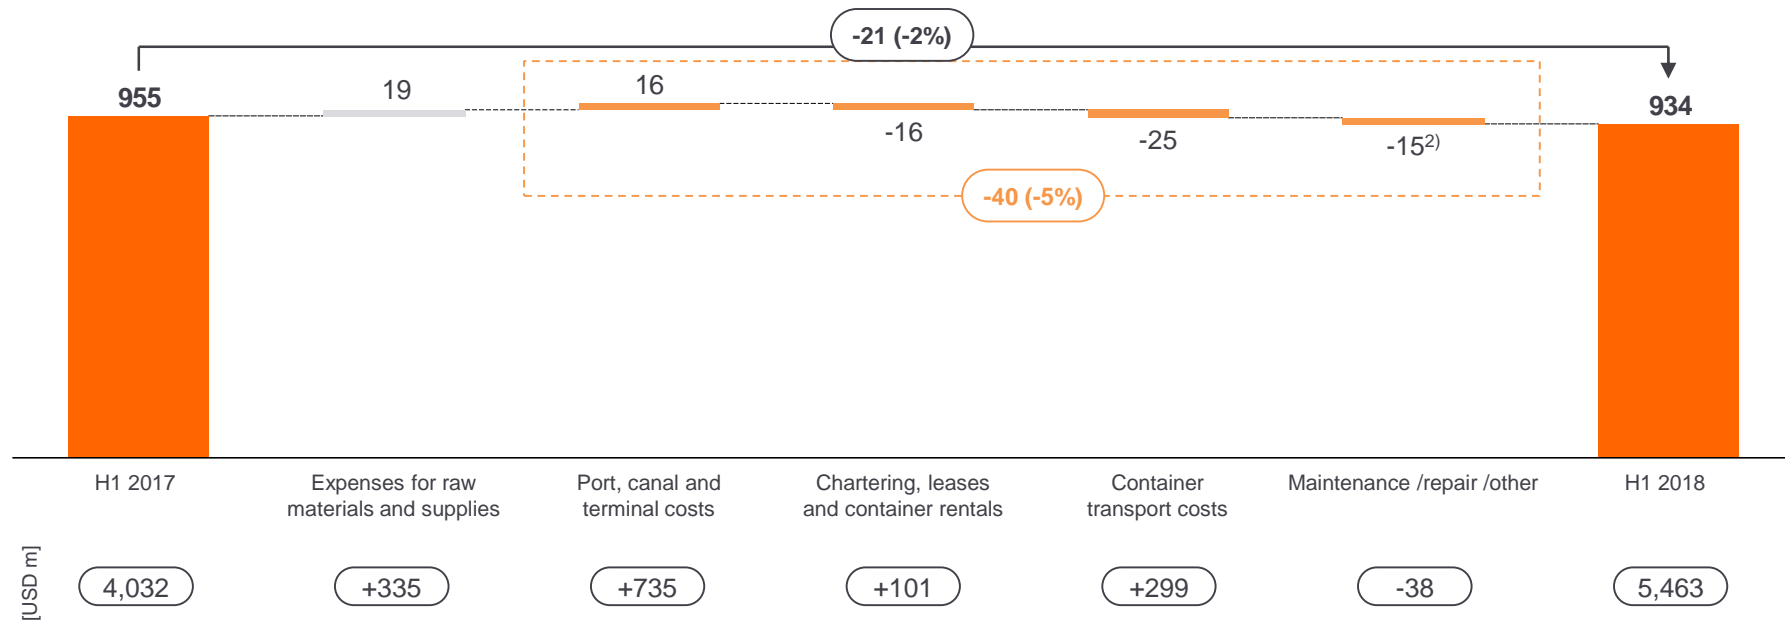 -21 (-2%)
955
19
16
-16
-25
-15²⁾
934
-40 (-5%)
H1 2017
Expenses for raw
materials and supplies
Port, canal and
terminal costs
Chartering, leases
and container rentals
Container
transport costs
Maintenance /repair /other
H1 2018
[USD m]
4,032
+335
+735
+101
+299
-38
5,463